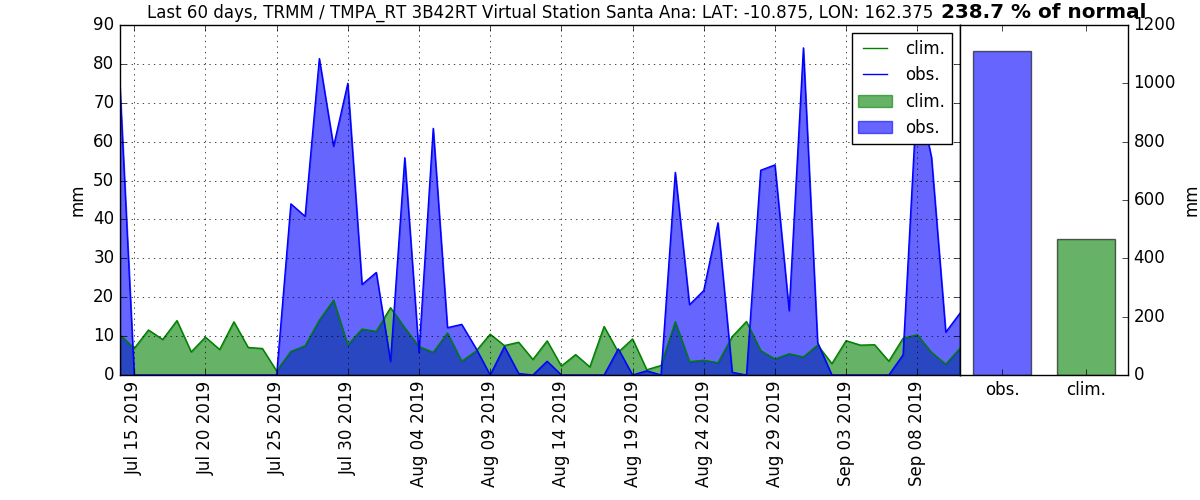 Last 60 days, TRMM / TMPA_RT 3B42RT Virtual Station Santa Ana: LAT: -10.875, LON: 162.375 238.7 % of normal
90
80
70
60
50
40
30
20
10
0
mm
clim.
obs.
clim.
obs.
1200
1000
800
600
400
200
0
mm
obs. clim.
Jul 15 2019
Jul 20 2019
Jul 25 2019
Jul 30 2019
Aug 04 2019
Aug 09 2019
Aug 14 2019
Aug 19 2019
Aug 24 2019
Aug 29 2019
Sep 03 2019
Sep 08 2019